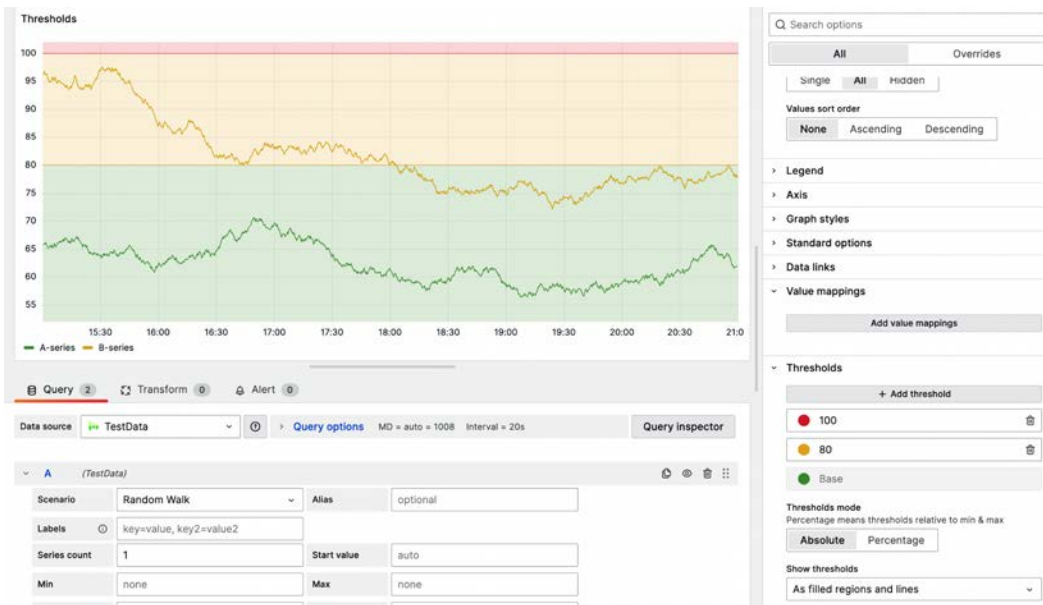 Thresholds
100
95
90
85
80
75
70
65
60
55
15:30 16:00 16:30 17:00 17:30 18:00 18:30 19:00 19:30 20:00 20:30 21:0
A-series B-series
Query 2 Transform 0 Alert 0
Data source TestData Query options MD = auto = 1008 Interval = 20s Query inspector
A (TestData)
Scenario Random Walk Alias optional
Labels key=value, key2=value2
Series count 1 Start value auto
Min none Max none
Search options
All Overrides
Single All Hidden
Values sort order
None Ascending Descending
Legend
Axis
Graph styles
Standard options
Data links
Value mappings
Add value mappings
Thresholds
+ Add threshold
100
80
Base
Thresholds mode
Percentage means thresholds relative to min & max
Absolute Percentage
Show thresholds
As filled regions and lines